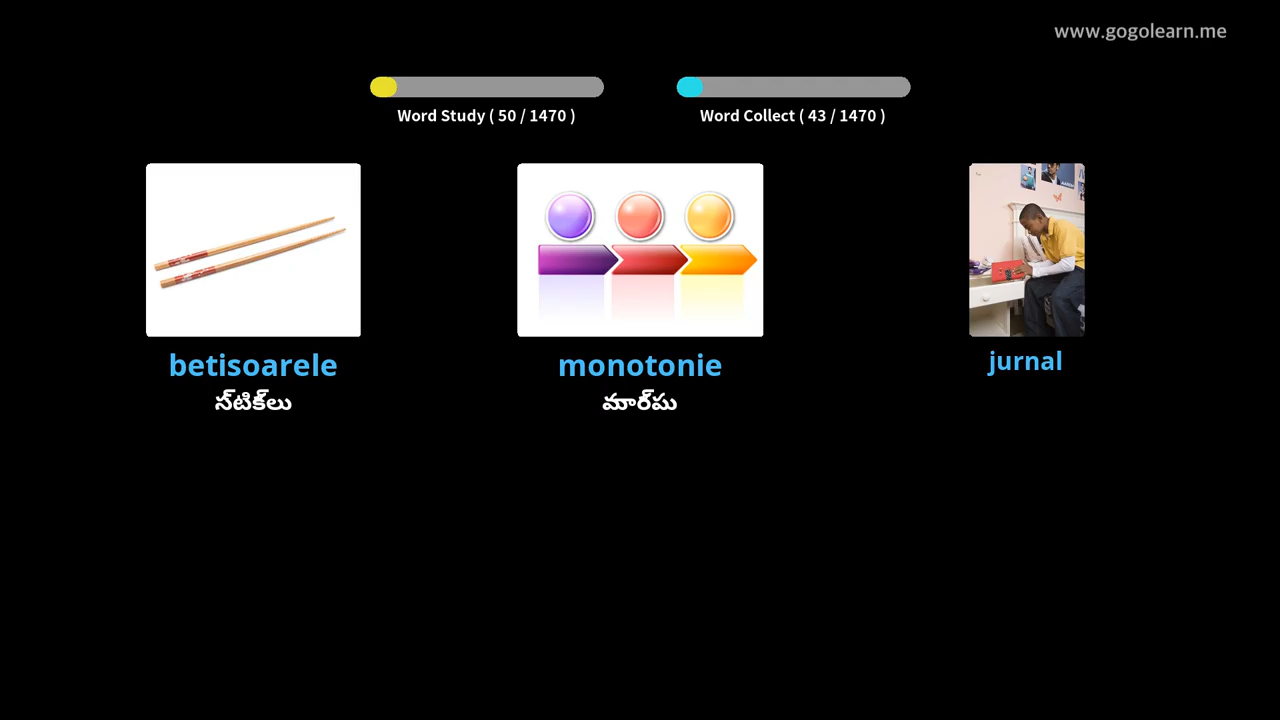 www.gogolearn.me
Word Study ( 50 / 1470 )
Word Collect ( 43 / 1470 )
betisoarele
స్‌టిక్‌లు
monotonie
మార్‌పు
jurnal